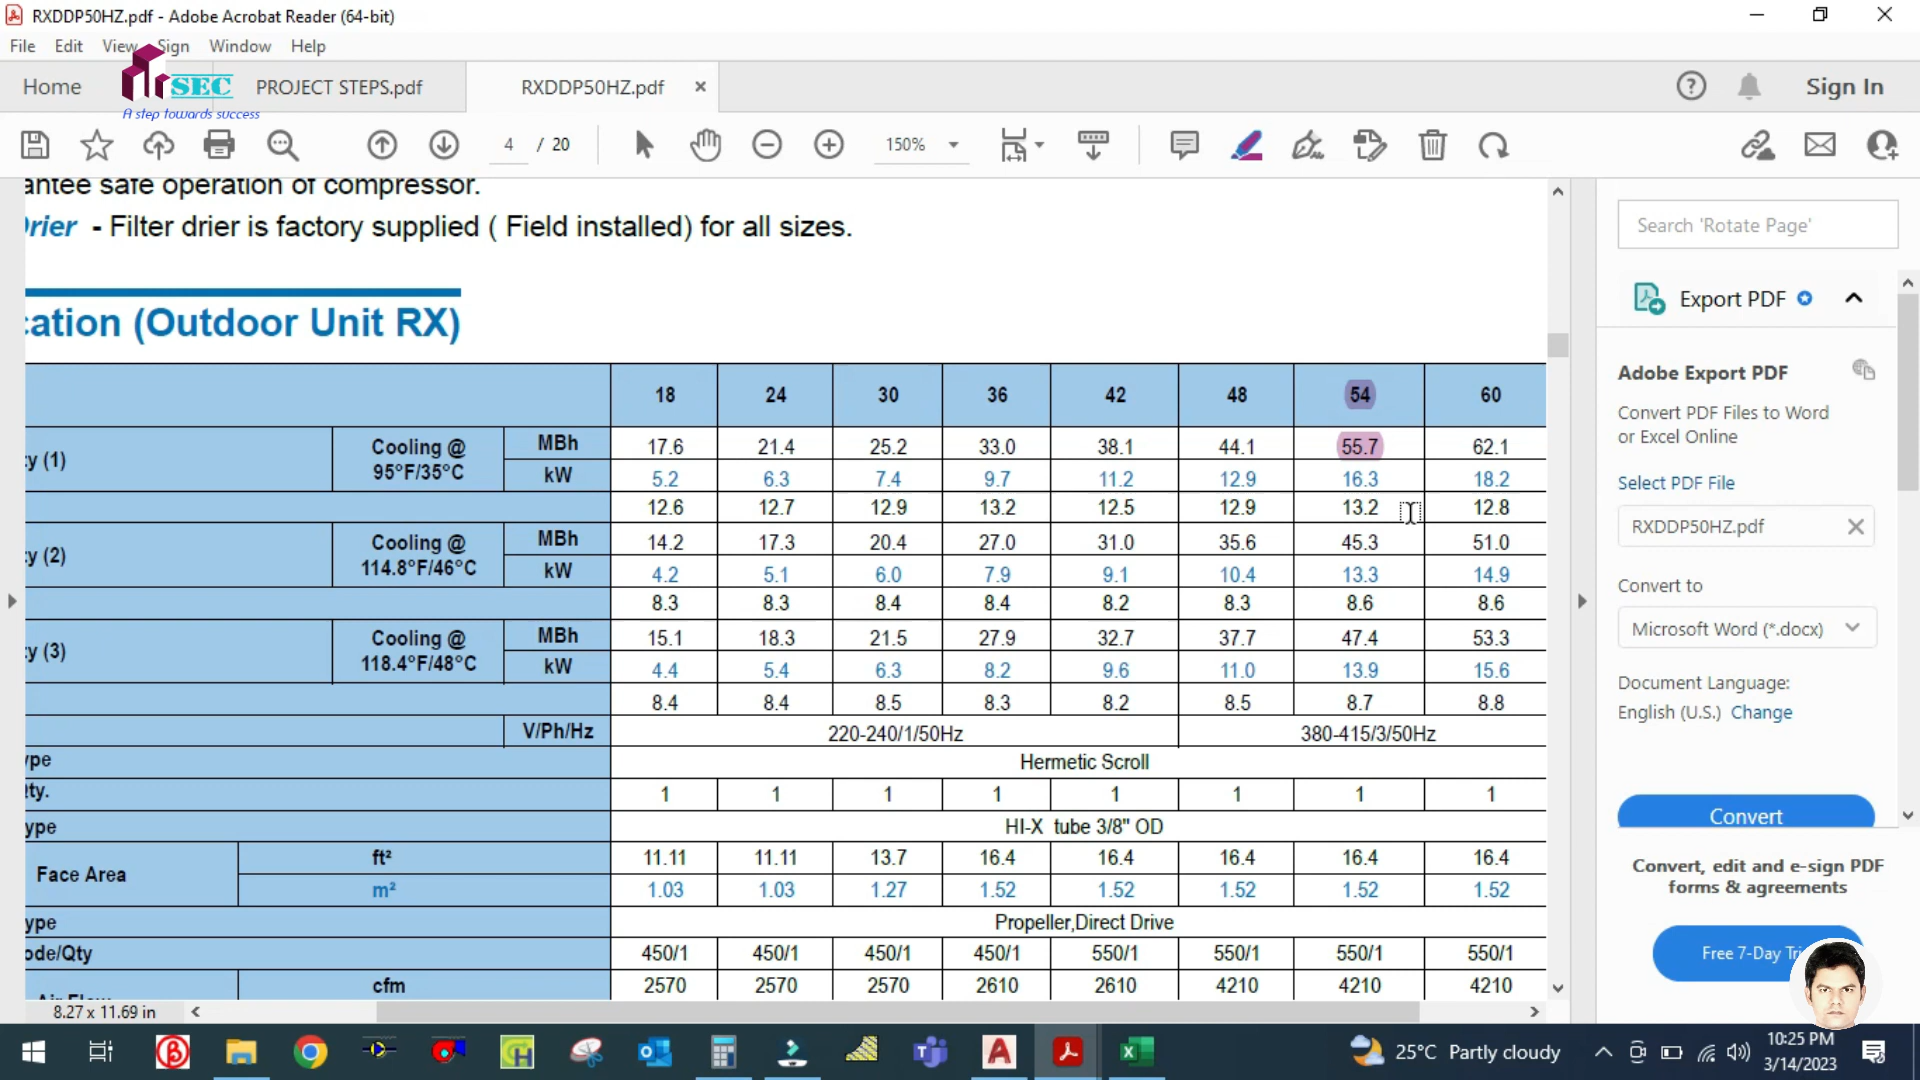 RXDDP50HZ.pdf - Adobe Acrobat Reader (64-bit)
File Edit View Sign Window Help
Home SEC PROJECT STEPS.pdf RXDDP50HZ.pdf × Sign In
A step towards success
4 / 20 150%
antee safe operation of compressor.
Drier - Filter drier is factory supplied ( Field installed) for all sizes.
cation (Outdoor Unit RX)
18 24 30 36 42 48 54 60
ty (1) Cooling @ 95°F/35°C MBh 17.6 21.4 25.2 33.0 38.1 44.1 55.7 62.1
kW 5.2 6.3 7.4 9.7 11.2 12.9 16.3 18.2
12.6 12.7 12.9 13.2 12.5 12.9 13.2 12.8
ty (2) Cooling @ 114.8°F/46°C MBh 14.2 17.3 20.4 27.0 31.0 35.6 45.3 51.0
kW 4.2 5.1 6.0 7.9 9.1 10.4 13.3 14.9
8.3 8.3 8.4 8.4 8.2 8.3 8.6 8.6
ty (3) Cooling @ 118.4°F/48°C MBh 15.1 18.3 21.5 27.9 32.7 37.7 47.4 53.3
kW 4.4 5.4 6.3 8.2 9.6 11.0 13.9 15.6
8.4 8.4 8.5 8.3 8.2 8.5 8.7 8.8
V/Ph/Hz 220-240/1/50Hz 380-415/3/50Hz
ype Hermetic Scroll
ty. 1 1 1 1 1 1 1 1
ype HI-X tube 3/8" OD
Face Area ft² 11.11 11.11 13.7 16.4 16.4 16.4 16.4 16.4
m² 1.03 1.03 1.27 1.52 1.52 1.52 1.52 1.52
ype Propeller,Direct Drive
ode/Qty 450/1 450/1 450/1 450/1 550/1 550/1 550/1 550/1
cfm 2570 2570 2570 2610 2610 4210 4210 4210
8.27 x 11.69 in
Search 'Rotate Page'
Export PDF
Adobe Export PDF
Convert PDF Files to Word
or Excel Online
Select PDF File
RXDDP50HZ.pdf
Convert to
Microsoft Word (*.docx)
Document Language:
English (U.S.) Change
Convert
Convert, edit and e-sign PDF
forms & agreements
Free 7-Day Tri
25°C Partly cloudy
10:25 PM
3/14/2023